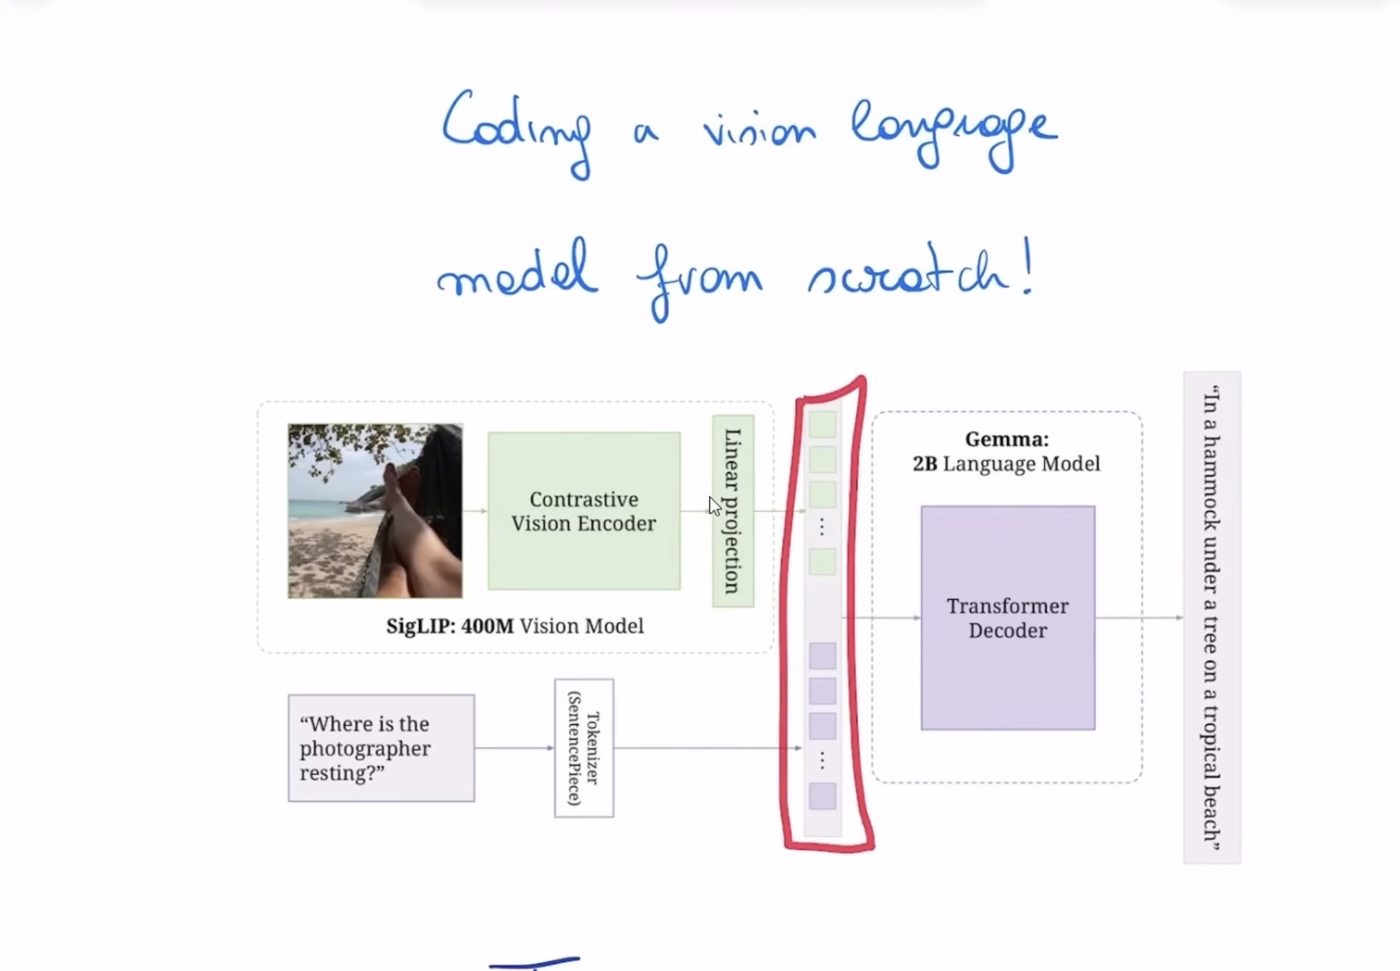 Coding a vision language
model from scratch!
Contrastive
Vision Encoder
Linear projection
SigLIP: 400M Vision Model
Gemma:
2B Language Model
Transformer
Decoder
“Where is the
photographer
resting?”
Tokenizer
(SentencePiece)
“In a hammock under a tree on a tropical beach”